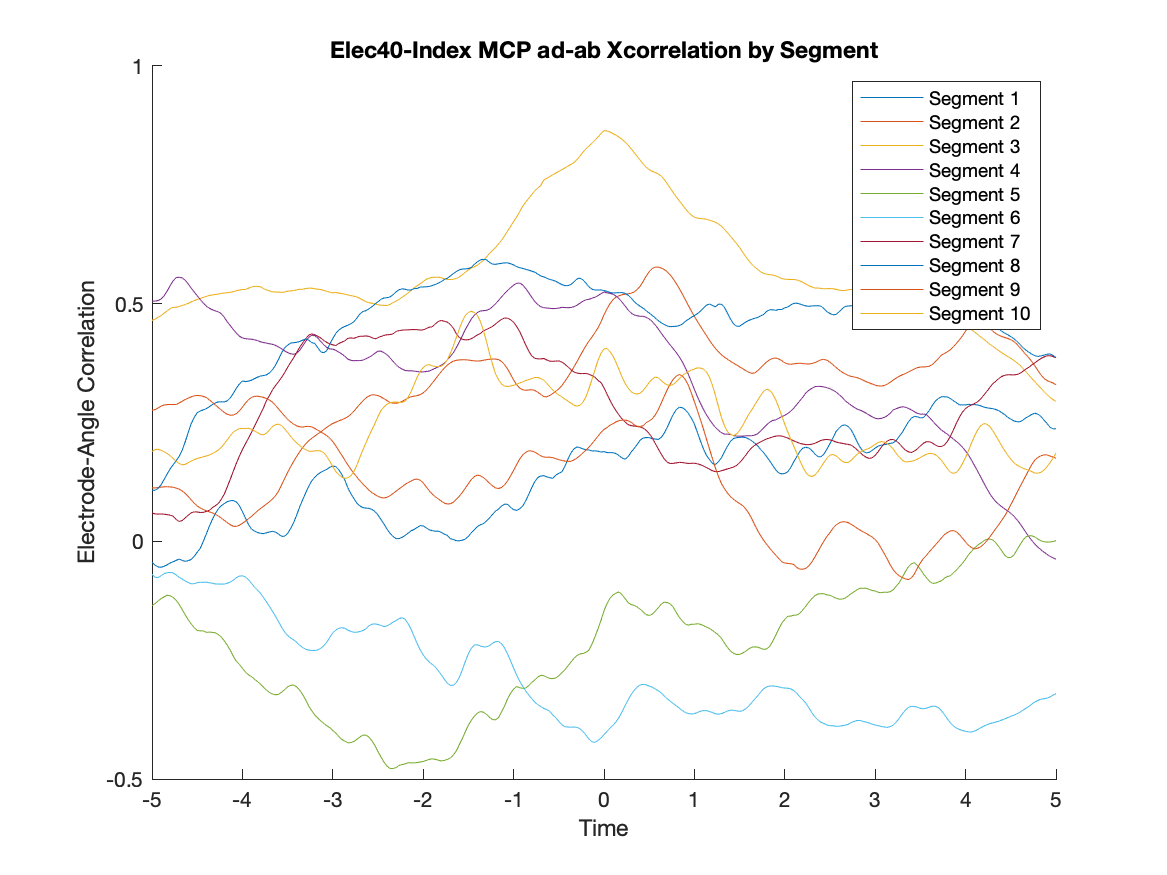 Elec40-Index MCP ad-ab Xcorrelation by Segment
1
0.5
0
-0.5
Electrode-Angle Correlation
Segment 1
Segment 2
Segment 3
Segment 4
Segment 5
Segment 6
Segment 7
Segment 8
Segment 9
Segment 10
-5 -4 -3 -2 -1 0 1 2 3 4 5
Time